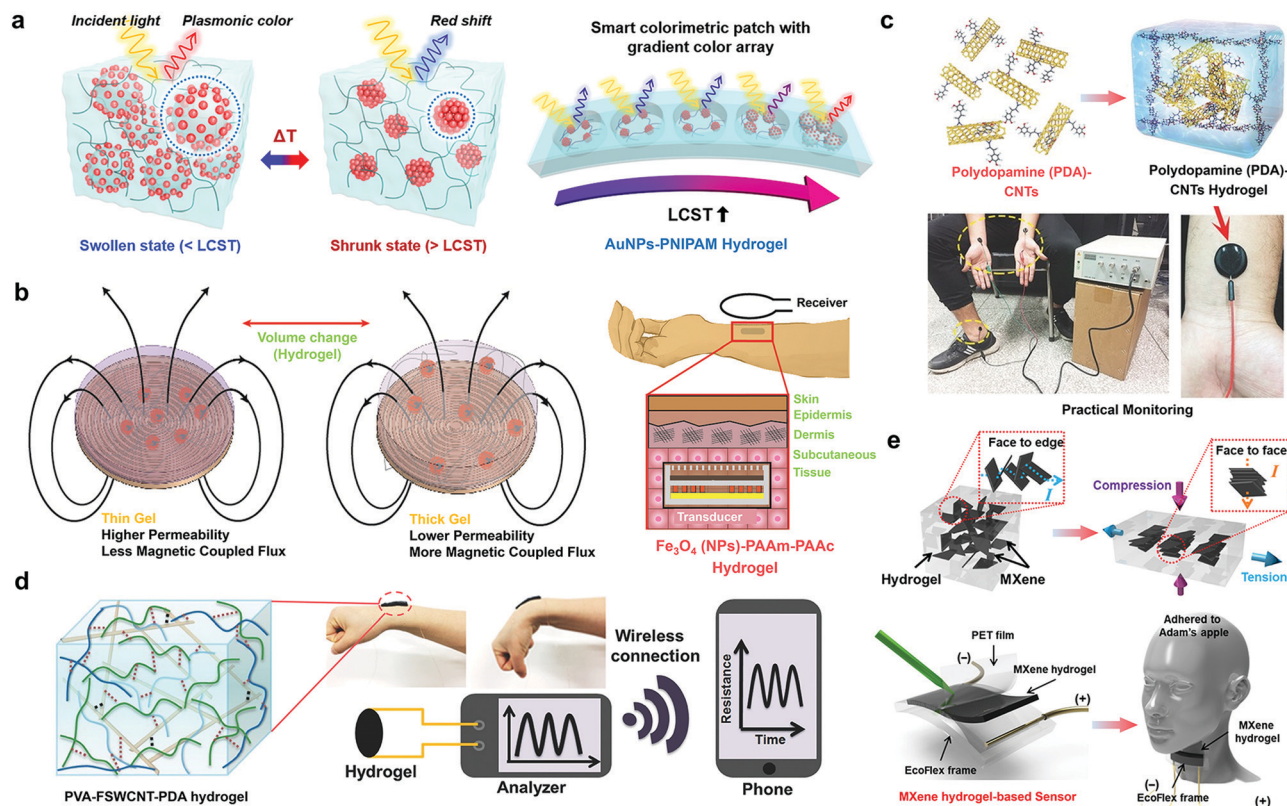 a
Incident light
Plasmonic color
Red shift
ΔT
Swollen state (< LCST)
Shrunk state (> LCST)
Smart colorimetric patch with
gradient color array
LCST ⬆
AuNPs-PNIPAM Hydrogel
b
Volume change
(Hydrogel)
Thin Gel
Higher Permeability
Less Magnetic Coupled Flux
Thick Gel
Lower Permeability
More Magnetic Coupled Flux
Receiver
Skin
Epidermis
Dermis
Subcutaneous
Tissue
Transducer
Fe₃O₄ (NPs)-PAAm-PAAc
Hydrogel
c
Polydopamine (PDA)-
CNTs
Polydopamine (PDA)-
CNTs Hydrogel
Practical Monitoring
d
PVA-FSWCNT-PDA hydrogel
Hydrogel
Analyzer
Wireless
connection
Resistance
Time
Phone
e
Face to edge
I
Hydrogel
MXene
Compression
Face to face
I
Tension
PET film
(−)
MXene hydrogel
(+)
EcoFlex frame
MXene hydrogel-based Sensor
Adhered to
Adam's apple
MXene
hydrogel
(−)
EcoFlex frame
(+)